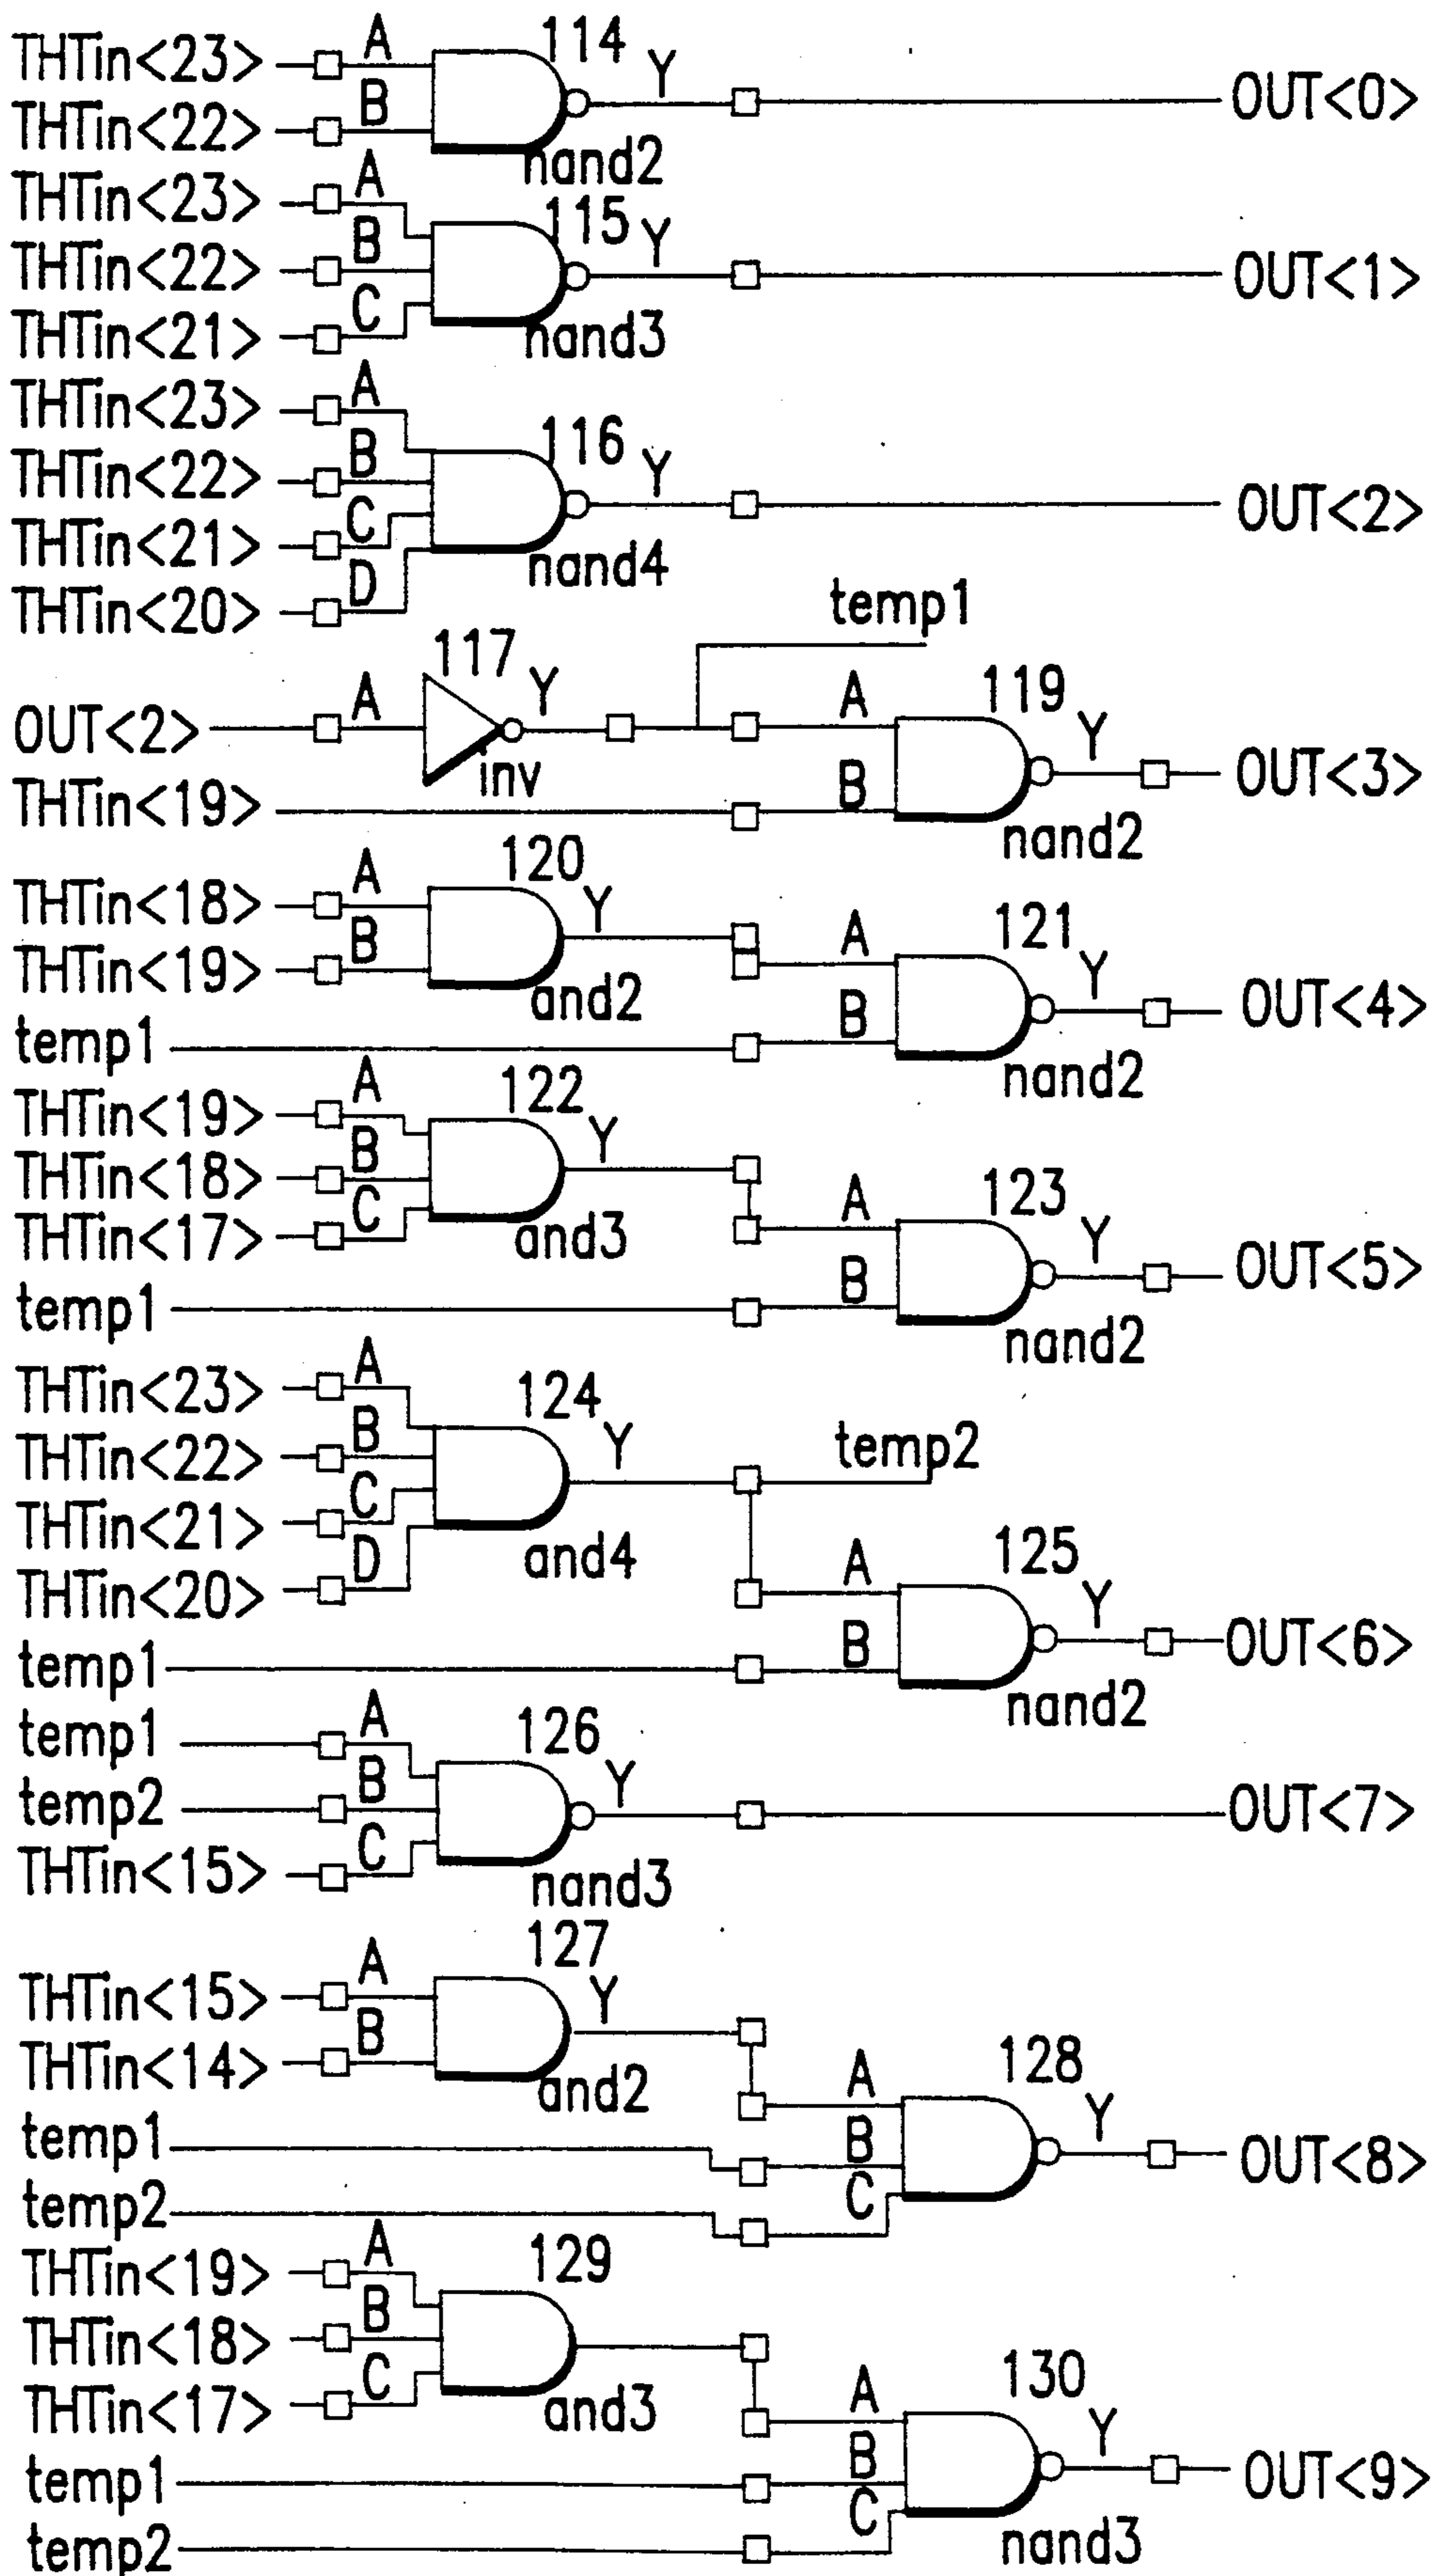 THTin<23> A 114 Y OUT<0>
THTin<22> B nand2
THTin<23> A 115 Y OUT<1>
THTin<22> B
THTin<21> C nand3
THTin<23> A 116 Y OUT<2>
THTin<22> B
THTin<21> C nand4
THTin<20> D
temp1
OUT<2> A 117 Y inv A 119 Y OUT<3>
THTin<19> B nand2
THTin<18> A 120 Y A 121 Y OUT<4>
THTin<19> B and2
temp1 B nand2
THTin<19> A 122 Y
THTin<18> B A 123 Y OUT<5>
THTin<17> C and3
temp1 B nand2
THTin<23> A 124 Y temp2
THTin<22> B
THTin<21> C and4 A 125 Y OUT<6>
THTin<20> D
temp1 B nand2
temp1 A 126 Y OUT<7>
temp2 B
THTin<15> C nand3
THTin<15> A 127 Y
THTin<14> B and2 A 128 Y OUT<8>
temp1 B
temp2 C
THTin<19> A 129
THTin<18> B
THTin<17> C and3 A 130 Y OUT<9>
temp1 B
temp2 C nand3